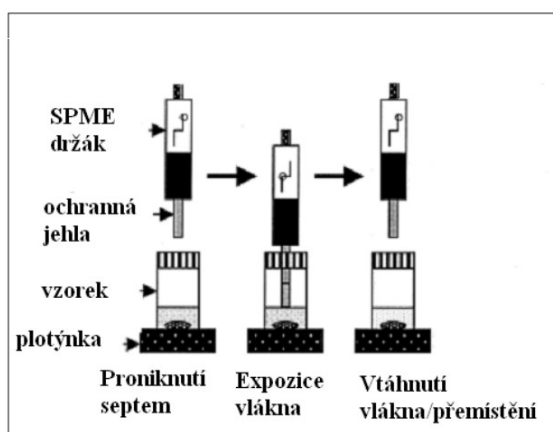 SPME
držák
ochranná
jehla
vzorek
plotýnka
Proniknutí
septem
Expozice
vlákna
Vtáhnutí
vlákna/přemístění